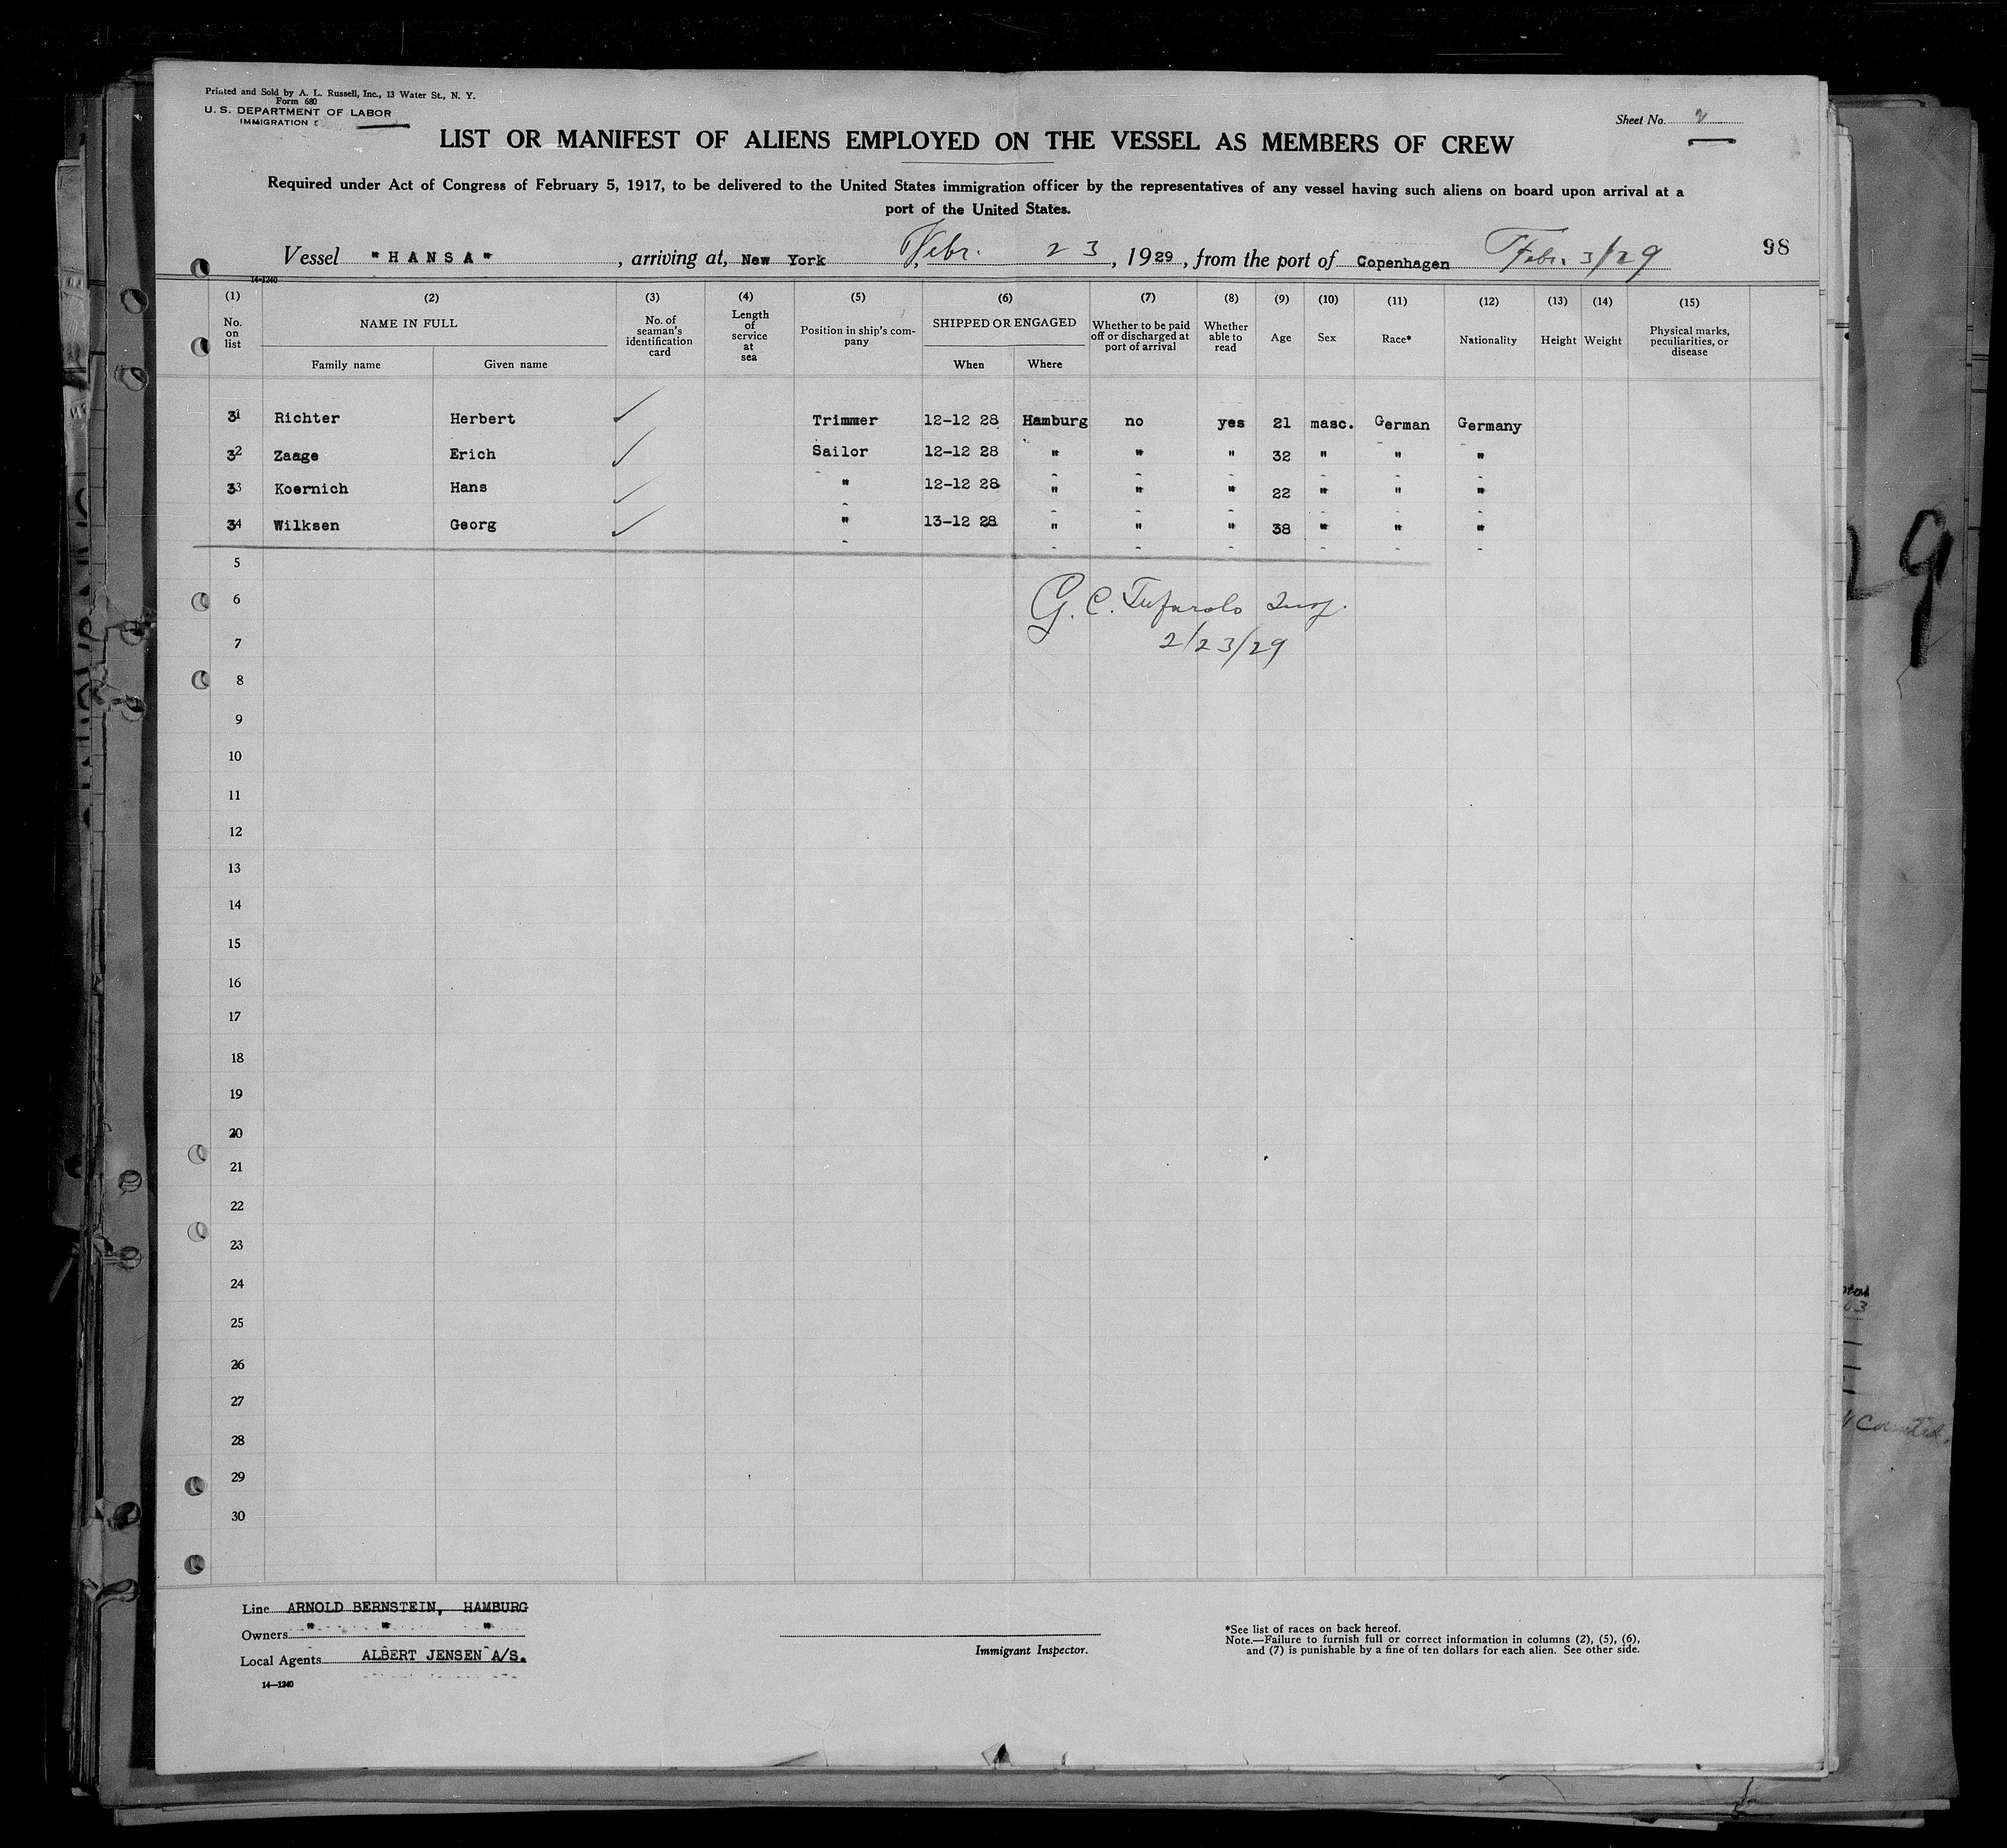 Printed and Sold by A. L. Russell, Inc., 13 Water St., N. Y.
Form 680
U. S. DEPARTMENT OF LABOR
IMMIGRATION
Sheet No. 2
LIST OR MANIFEST OF ALIENS EMPLOYED ON THE VESSEL AS MEMBERS OF CREW
Required under Act of Congress of February 5, 1917, to be delivered to the United States immigration officer by the representatives of any vessel having such aliens on board upon arrival at a
port of the United States.
Vessel "HANSA", arriving at, New York Febr. 23, 1929, from the port of Copenhagen Febr. 3/29
98
14-1240
(1) (2) (3) (4) (5) (6) (7) (8) (9) (10) (11) (12) (13) (14) (15)
No. on list
NAME IN FULL
Family name
Given name
No. of seaman's identification card
Length of service at sea
Position in ship's com-
pany
SHIPPED OR ENGAGED
When
Where
Whether to be paid off or discharged at port of arrival
Whether able to read
Age
Sex
Race*
Nationality
Height
Weight
Physical marks, peculiarities, or disease
31 Richter Herbert Trimmer 12-12 28 Hamburg no yes 21 masc. German Germany
32 Zaage Erich Sailor 12-12 28 " " " 32 " " "
33 Koernich Hans " 12-12 28 " " " 22 " " "
34 Wilksen Georg " 13-12 28 " " " 38 " " "
5
6
G. C.
7
2/23/29
8
9
10
11
12
13
14
15
16
17
18
19
20
21
22
23
24
25
26
27
28
29
30
Line ARNOLD BERNSTEIN, HAMBURG
Owners " " "
Local Agents ALBERT JENSEN A/S.
14—1240
Immigrant Inspector.
*See list of races on back hereof.
Note.—Failure to furnish full or correct information in columns (2), (5), (6),
and (7) is punishable by a fine of ten dollars for each alien. See other side.
29
Counted.